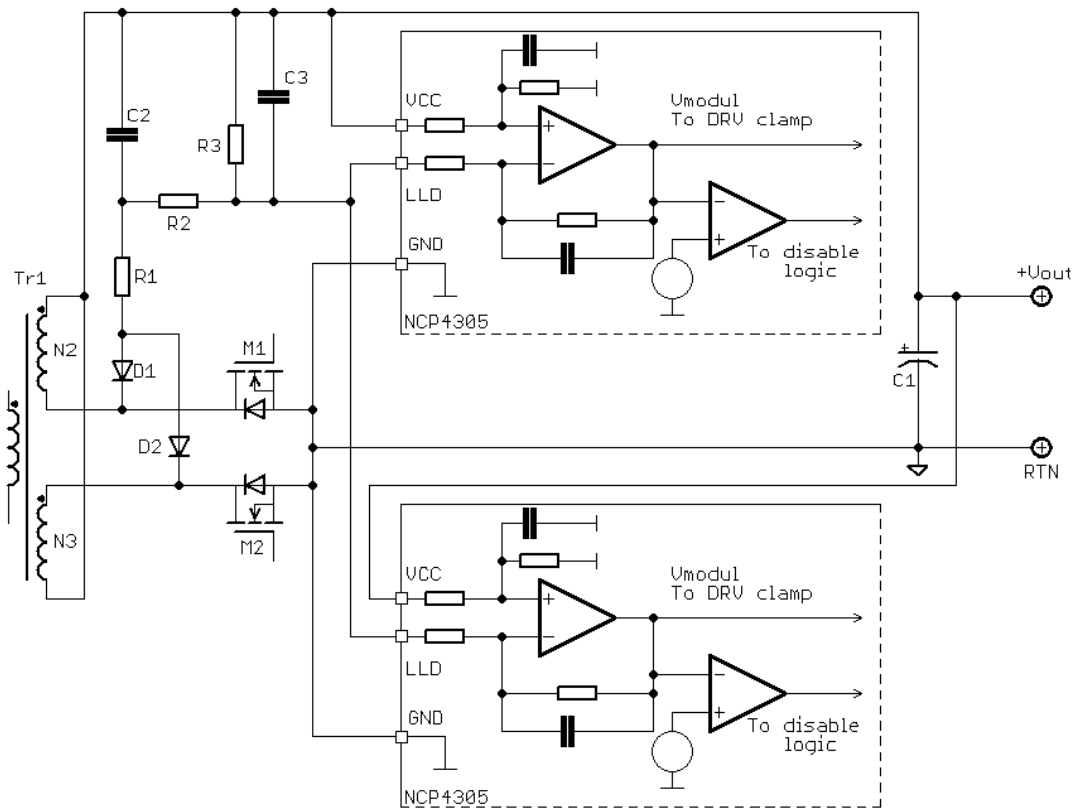 C2
C3
R3
R2
R1
Tr1
N2
D1
M1
D2
M2
N3
VCC
LLD
GND
NCP4305
+
−
Vmodul
To DRV clamp
−
+
To disable
logic
+Vout
+
C1
RTN
VCC
LLD
GND
NCP4305
+
−
Vmodul
To DRV clamp
−
+
To disable
logic